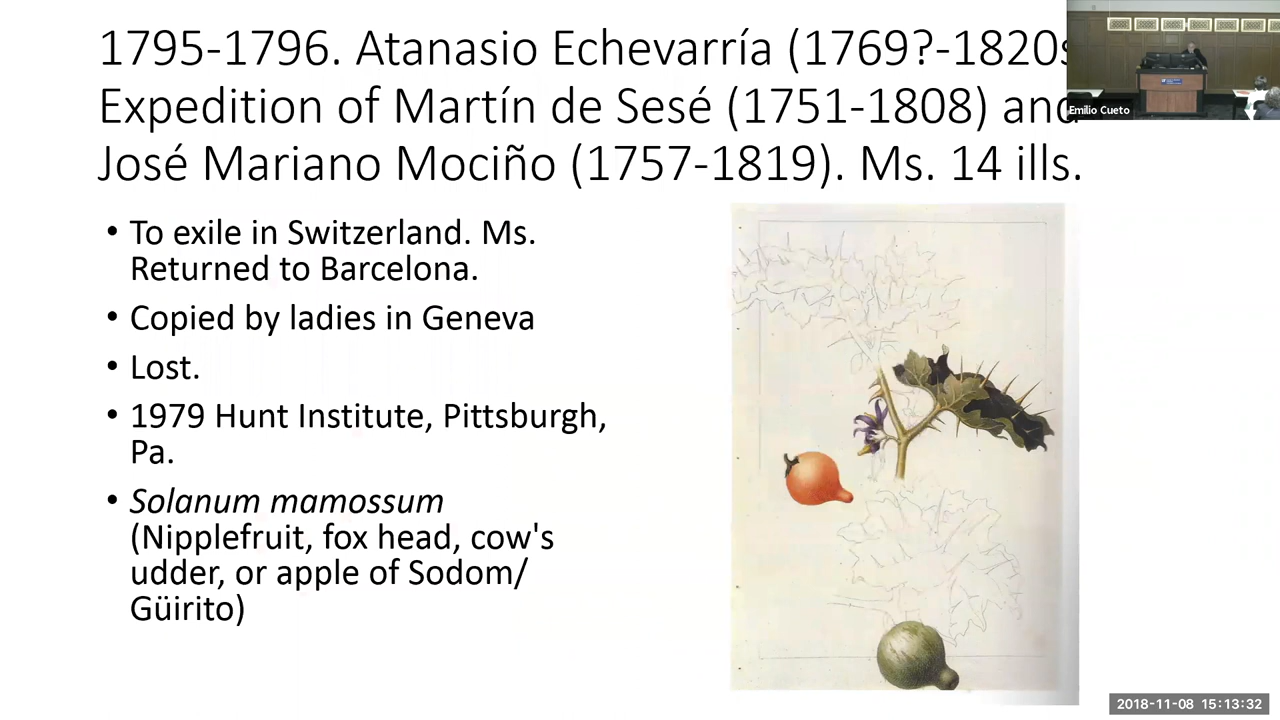 1795-1796. Atanasio Echevarría (1769?-1820s
Expedition of Martín de Sesé (1751-1808) and
José Mariano Mociño (1757-1819). Ms. 14 ills.
Emilio Cueto
• To exile in Switzerland. Ms.
Returned to Barcelona.
• Copied by ladies in Geneva
• Lost.
• 1979 Hunt Institute, Pittsburgh,
Pa.
• Solanum mamossum
(Nipplefruit, fox head, cow's
udder, or apple of Sodom/
Güirito)
2018-11-08 15:13:32